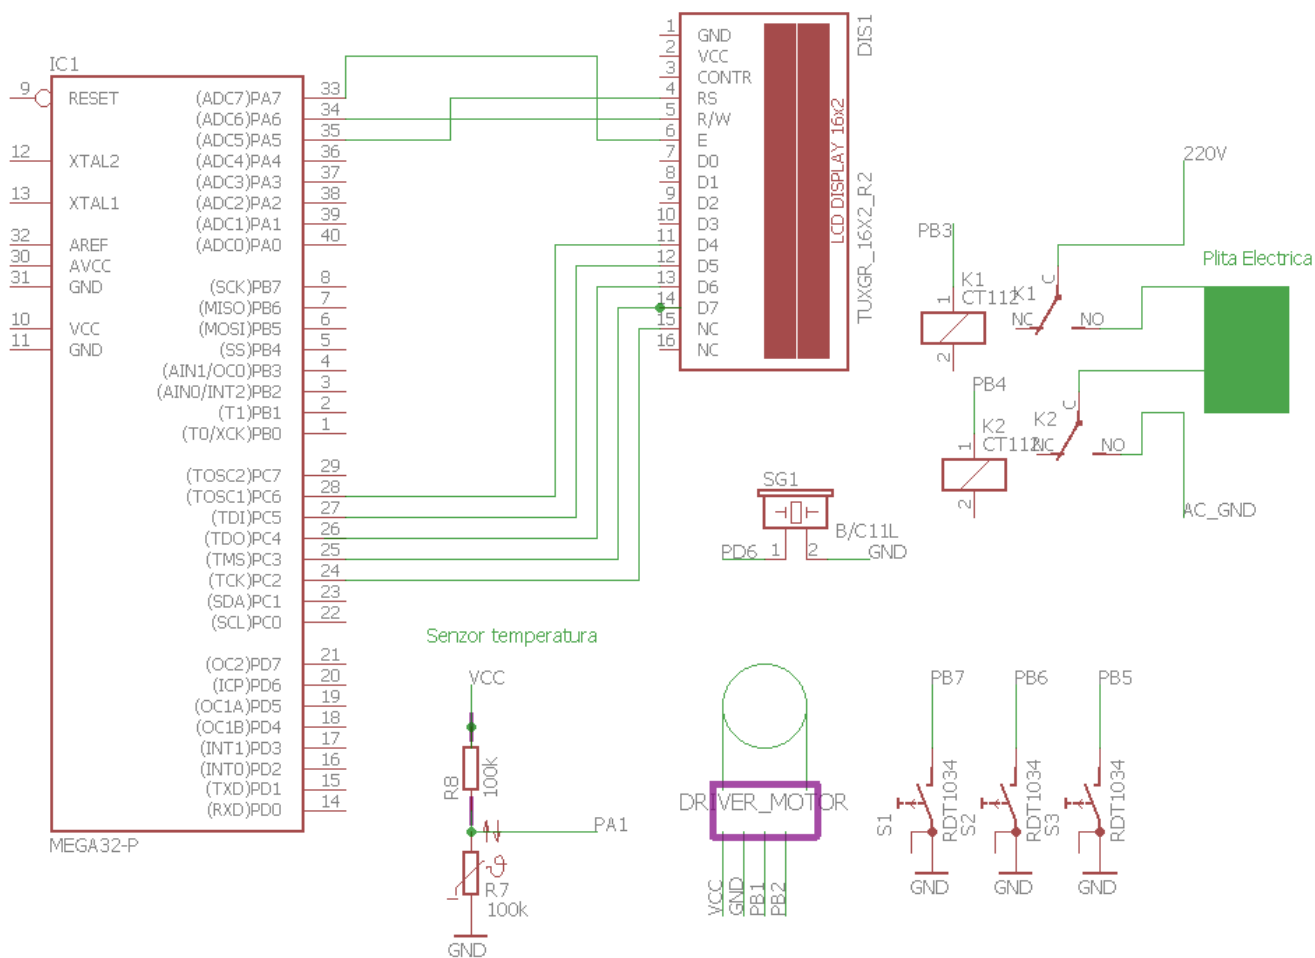 IC1
9
RESET
12
XTAL2
13
XTAL1
32
AREF
30
AVCC
31
GND
10
VCC
11
GND
(ADC7)PA7
33
(ADC6)PA6
34
(ADC5)PA5
35
(ADC4)PA4
36
(ADC3)PA3
37
(ADC2)PA2
38
(ADC1)PA1
39
(ADC0)PA0
40
(SCK)PB7
8
(MISO)PB6
7
(MOSI)PB5
6
(SS)PB4
5
(AIN1/OC0)PB3
4
(AIN0/INT2)PB2
3
(T1)PB1
2
(T0/XCK)PB0
1
(TOSC2)PC7
29
(TOSC1)PC6
28
(TDI)PC5
27
(TDO)PC4
26
(TMS)PC3
25
(TCK)PC2
24
(SDA)PC1
23
(SCL)PC0
22
(OC2)PD7
21
(ICP)PD6
20
(OC1A)PD5
19
(OC1B)PD4
18
(INT1)PD3
17
(INT0)PD2
16
(TXD)PD1
15
(RXD)PD0
14
MEGA32-P
1
GND
2
VCC
3
CONTR
4
RS
5
R/W
6
E
7
D0
8
D1
9
D2
10
D3
11
D4
12
D5
13
D6
14
D7
15
NC
16
NC
LCD DISPLAY 16x2
DIS1
TUXGR_16X2_R2
220V
Plita Electrica
PB3
K1
CT112
1
2
K1
C
NC
NO
PB4
K2
CT112
1
2
K2
C
NC
NO
AC_GND
SG1
B/C11L
PD6
1
2
GND
Senzor temperatura
VCC
R8
100k
PA1
R7
100k
GND
DRIVER_MOTOR
VCC
GND
PB1
PB2
PB7
S1
RDT1034
GND
PB6
S2
RDT1034
GND
PB5
S3
RDT1034
GND